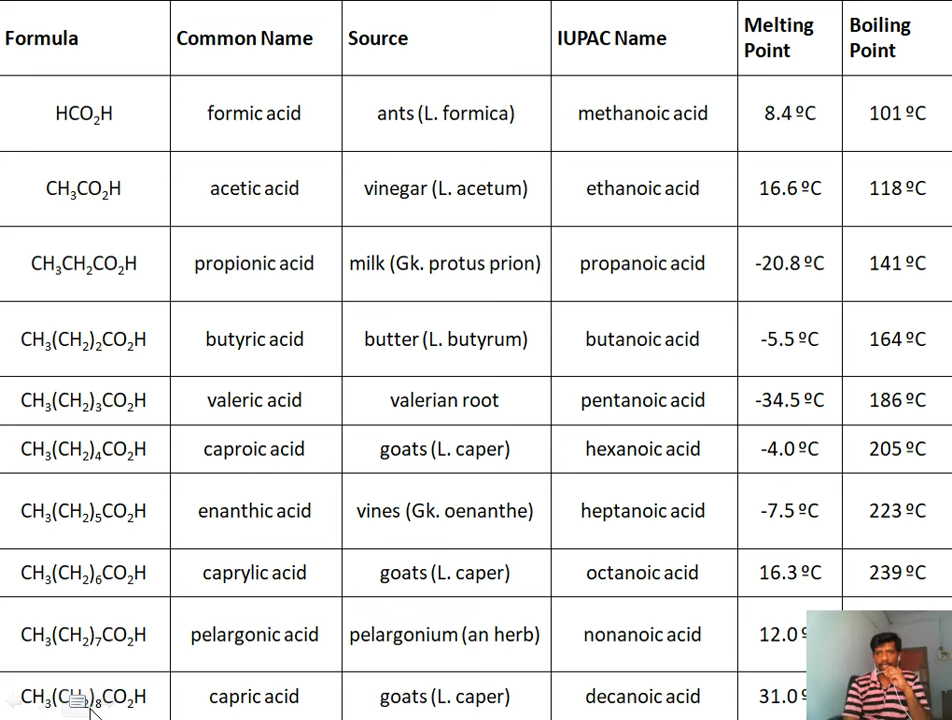 Formula Common Name Source IUPAC Name Melting Point Boiling Point
HCO₂H formic acid ants (L. formica) methanoic acid 8.4 ºC 101 ºC
CH₃CO₂H acetic acid vinegar (L. acetum) ethanoic acid 16.6 ºC 118 ºC
CH₃CH₂CO₂H propionic acid milk (Gk. protus prion) propanoic acid -20.8 ºC 141 ºC
CH₃(CH₂)₂CO₂H butyric acid butter (L. butyrum) butanoic acid -5.5 ºC 164 ºC
CH₃(CH₂)₃CO₂H valeric acid valerian root pentanoic acid -34.5 ºC 186 ºC
CH₃(CH₂)₄CO₂H caproic acid goats (L. caper) hexanoic acid -4.0 ºC 205 ºC
CH₃(CH₂)₅CO₂H enanthic acid vines (Gk. oenanthe) heptanoic acid -7.5 ºC 223 ºC
CH₃(CH₂)₆CO₂H caprylic acid goats (L. caper) octanoic acid 16.3 ºC 239 ºC
CH₃(CH₂)₇CO₂H pelargonic acid pelargonium (an herb) nonanoic acid 12.0
CH₃(CH₂)₈CO₂H capric acid goats (L. caper) decanoic acid 31.0